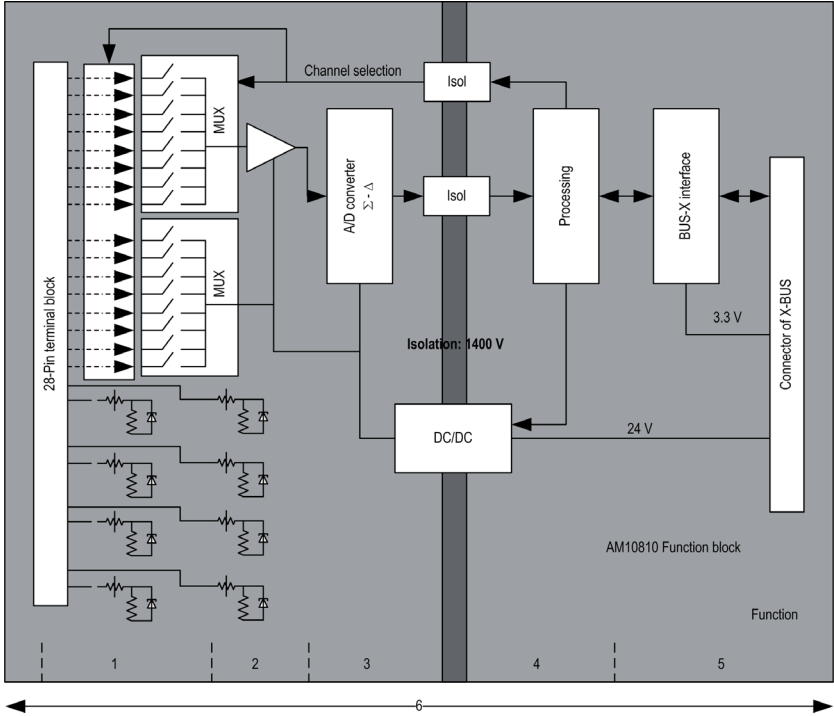 Channel selection
Isol
MUX
A/D converter
Σ - Δ
Isol
Processing
BUS-X interface
MUX
28-Pin terminal block
Connector of X-BUS
3.3 V
Isolation: 1400 V
DC/DC
24 V
AM10810 Function block
Function
1
2
3
4
5
6